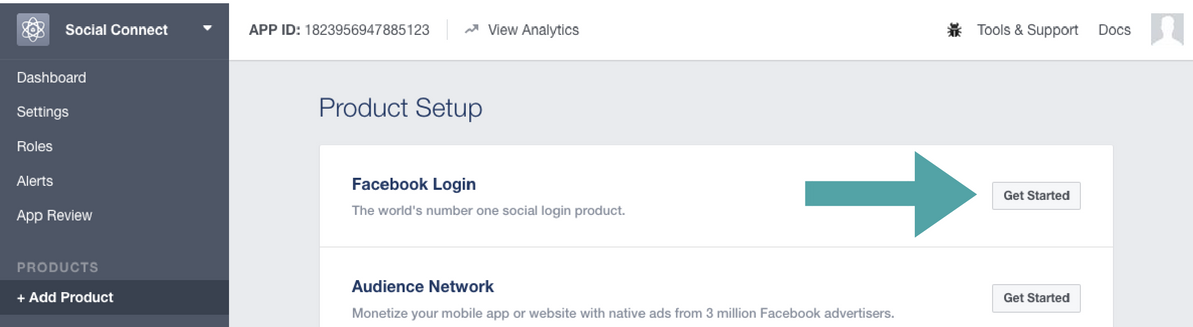 Social Connect
APP ID: 1823956947885123
View Analytics
Tools & Support
Docs
Dashboard
Settings
Roles
Alerts
App Review
PRODUCTS
+ Add Product
Product Setup
Facebook Login
The world's number one social login product.
Get Started
Audience Network
Monetize your mobile app or website with native ads from 3 million Facebook advertisers.
Get Started